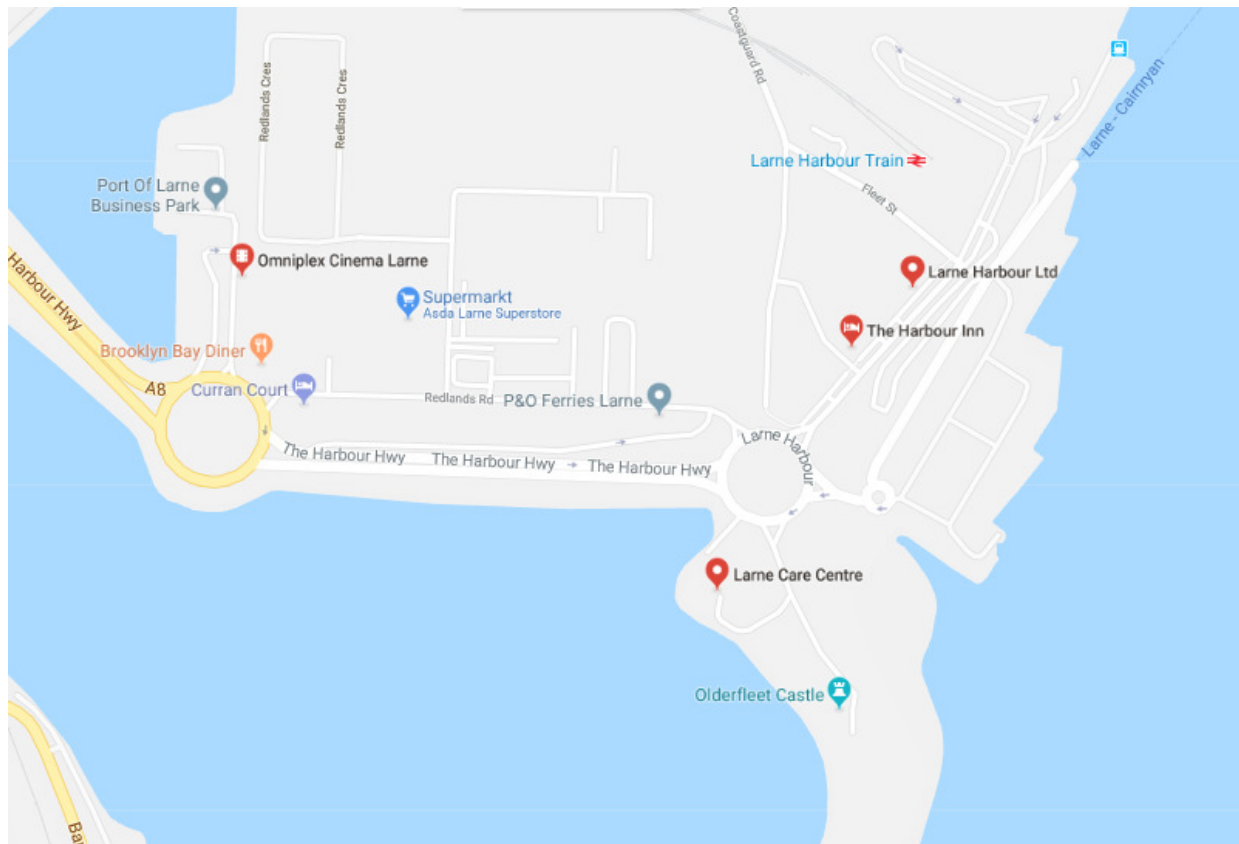 Coastguard Rd
Redlands Cres
Redlands Cres
Larne - Cairnryan
Larne Harbour Train
Port Of Larne
Business Park
Fleet St
Harbour Hwy
Omniplex Cinema Larne
Larne Harbour Ltd
Supermarkt
Asda Larne Superstore
The Harbour Inn
Brooklyn Bay Diner
A8
Curran Court
Redlands Rd
P&O Ferries Larne
Larne Harbour
The Harbour Hwy
The Harbour Hwy
The Harbour Hwy
Larne Care Centre
Olderfleet Castle